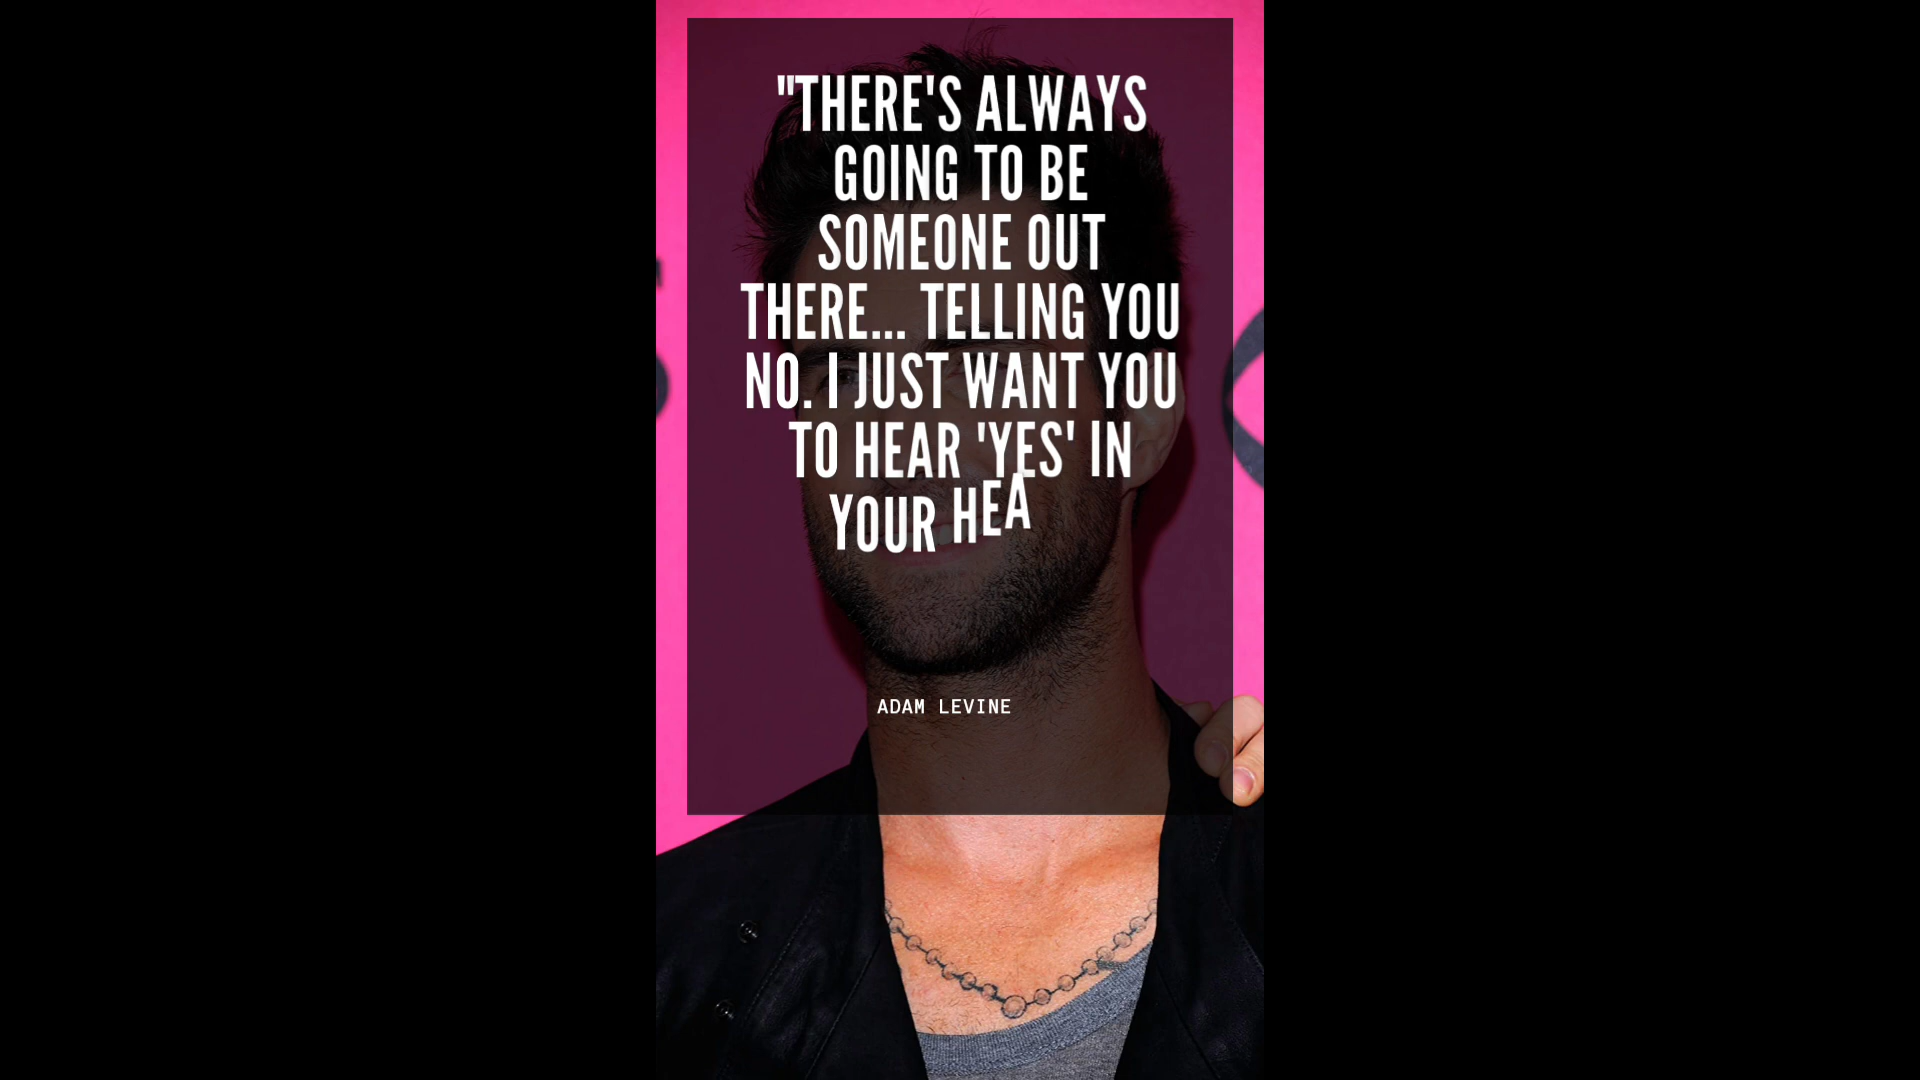 "THERE'S ALWAYS
GOING TO BE
SOMEONE OUT
THERE... TELLING YOU
NO. I JUST WANT YOU
TO HEAR 'YES' IN
YOUR HEA
ADAM LEVINE